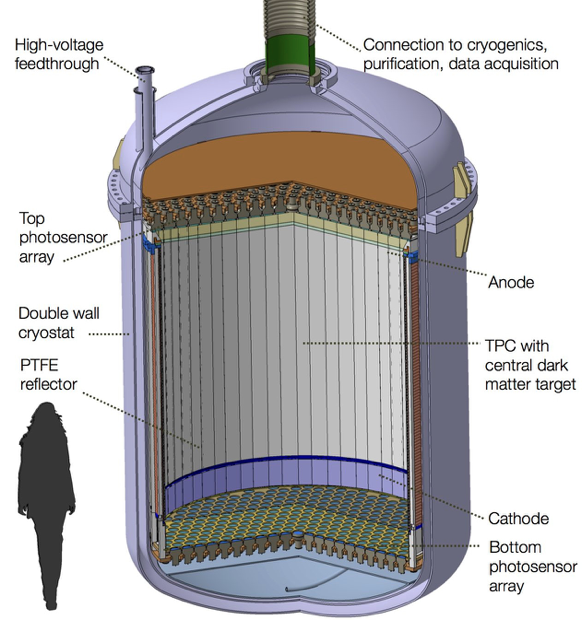 High-voltage
feedthrough
Connection to cryogenics,
purification, data acquisition
Top
photosensor
array
Anode
Double wall
cryostat
TPC with
central dark
matter target
PTFE
reflector
Cathode
Bottom
photosensor
array